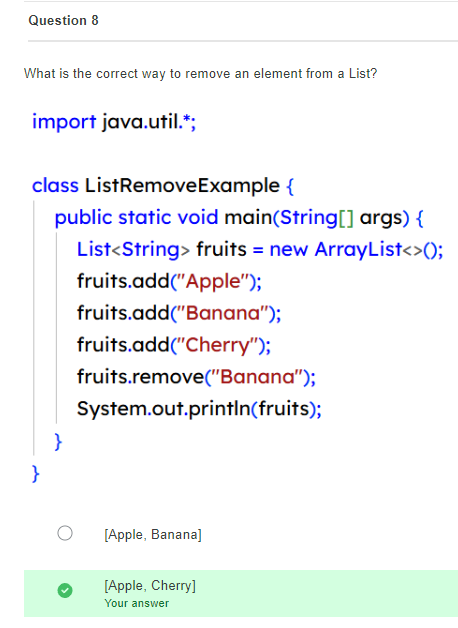 Question 8
What is the correct way to remove an element from a List?
import java.util.*;
class ListRemoveExample {
public static void main(String[] args) {
List<String> fruits = new ArrayList<>();
fruits.add("Apple");
fruits.add("Banana");
fruits.add("Cherry");
fruits.remove("Banana");
System.out.println(fruits);
}
}
[Apple, Banana]
[Apple, Cherry]
Your answer